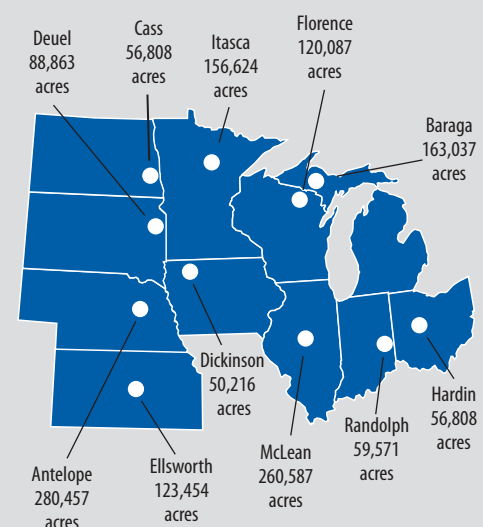 Deuel
88,863
acres
Cass
56,808
acres
Itasca
156,624
acres
Florence
120,087
acres
Baraga
163,037
acres
Dickinson
50,216
acres
Hardin
56,808
acres
Randolph
59,571
acres
McLean
260,587
acres
Ellsworth
123,454
acres
Antelope
280,457
acres